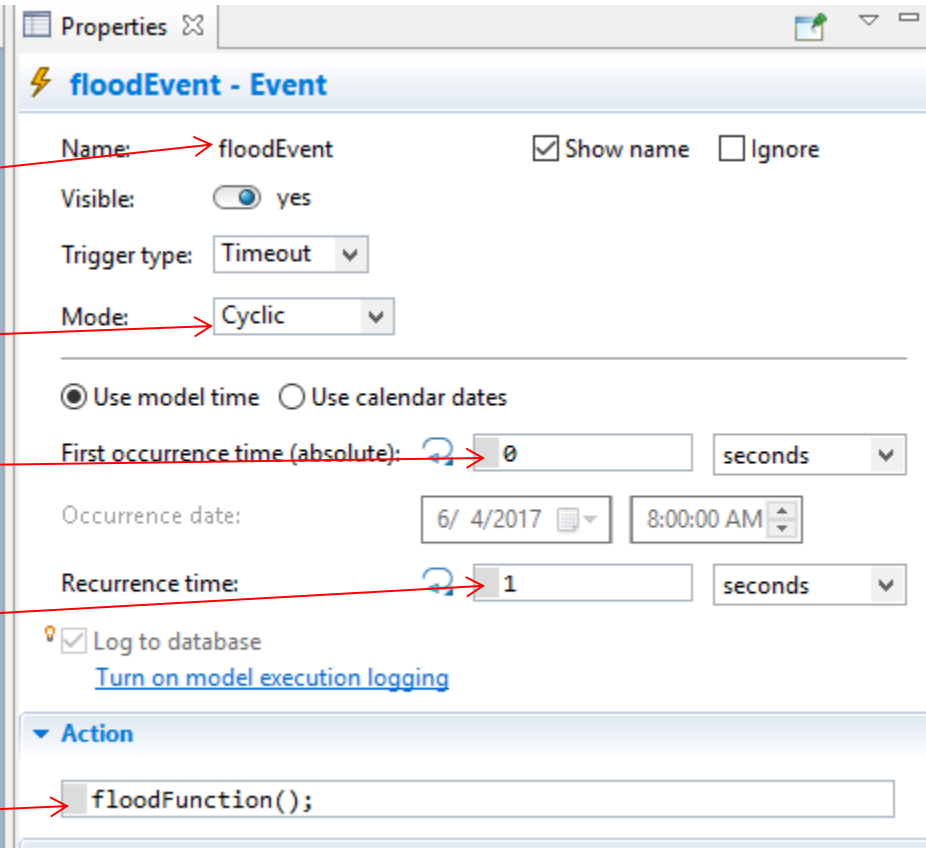 Properties
floodEvent - Event
Name: floodEvent Show name Ignore
Visible: yes
Trigger type: Timeout
Mode: Cyclic
Use model time Use calendar dates
First occurrence time (absolute): 0 seconds
Occurrence date: 6/ 4/2017 8:00:00 AM
Recurrence time: 1 seconds
Log to database
Turn on model execution logging
Action
floodFunction();